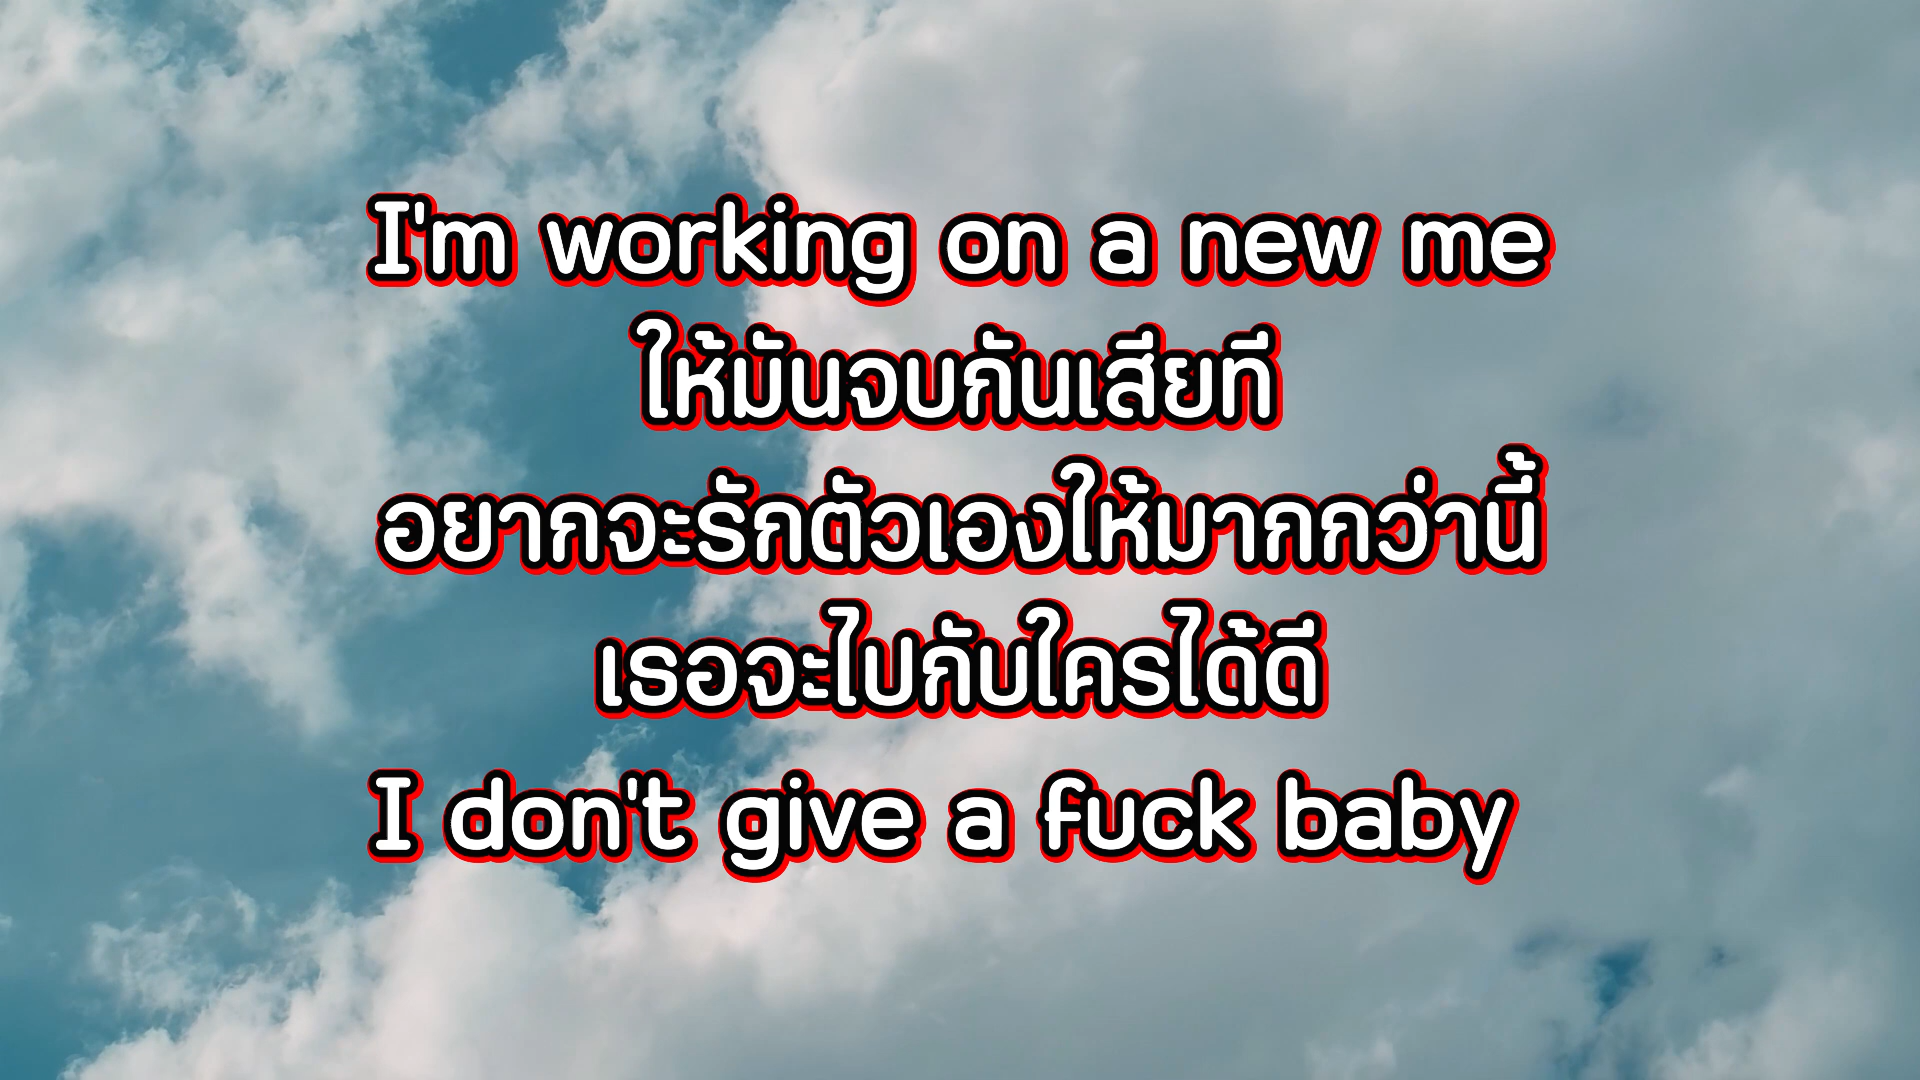 I'm working on a new me
ให้มันจบกันเสียที
อยากจะรักตัวเองให้มากกว่านี้
เธอจะไปกับใครได้ดี
I don't give a fuck baby